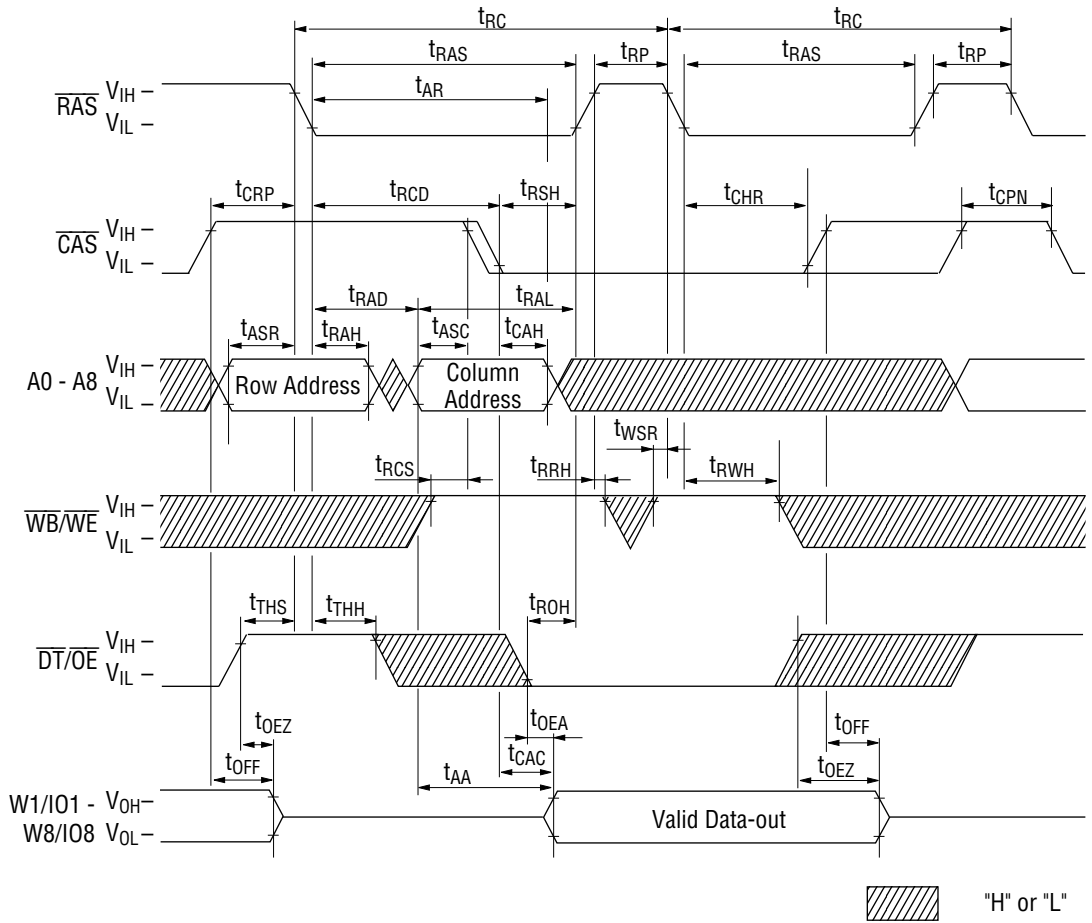 tRC tRC
tRAS tRP tRAS tRP
tAR
RAS VIH –
VIL –
tCRP tRCD tRSH tCHR tCPN
CAS VIH –
VIL –
tRAD tRAL
tASR tRAH tASC tCAH
A0 - A8 VIH –
VIL –
Row Address
Column
Address
tWSR
tRCS tRRH tRWH
WB/WE VIH –
VIL –
tTHS tTHH tROH
DT/OE VIH –
VIL –
tOEZ tOEA tOFF
tOFF tCAC tOEZ
tAA
W1/IO1 - VOH –
W8/IO8 VOL –
Valid Data-out
"H" or "L"